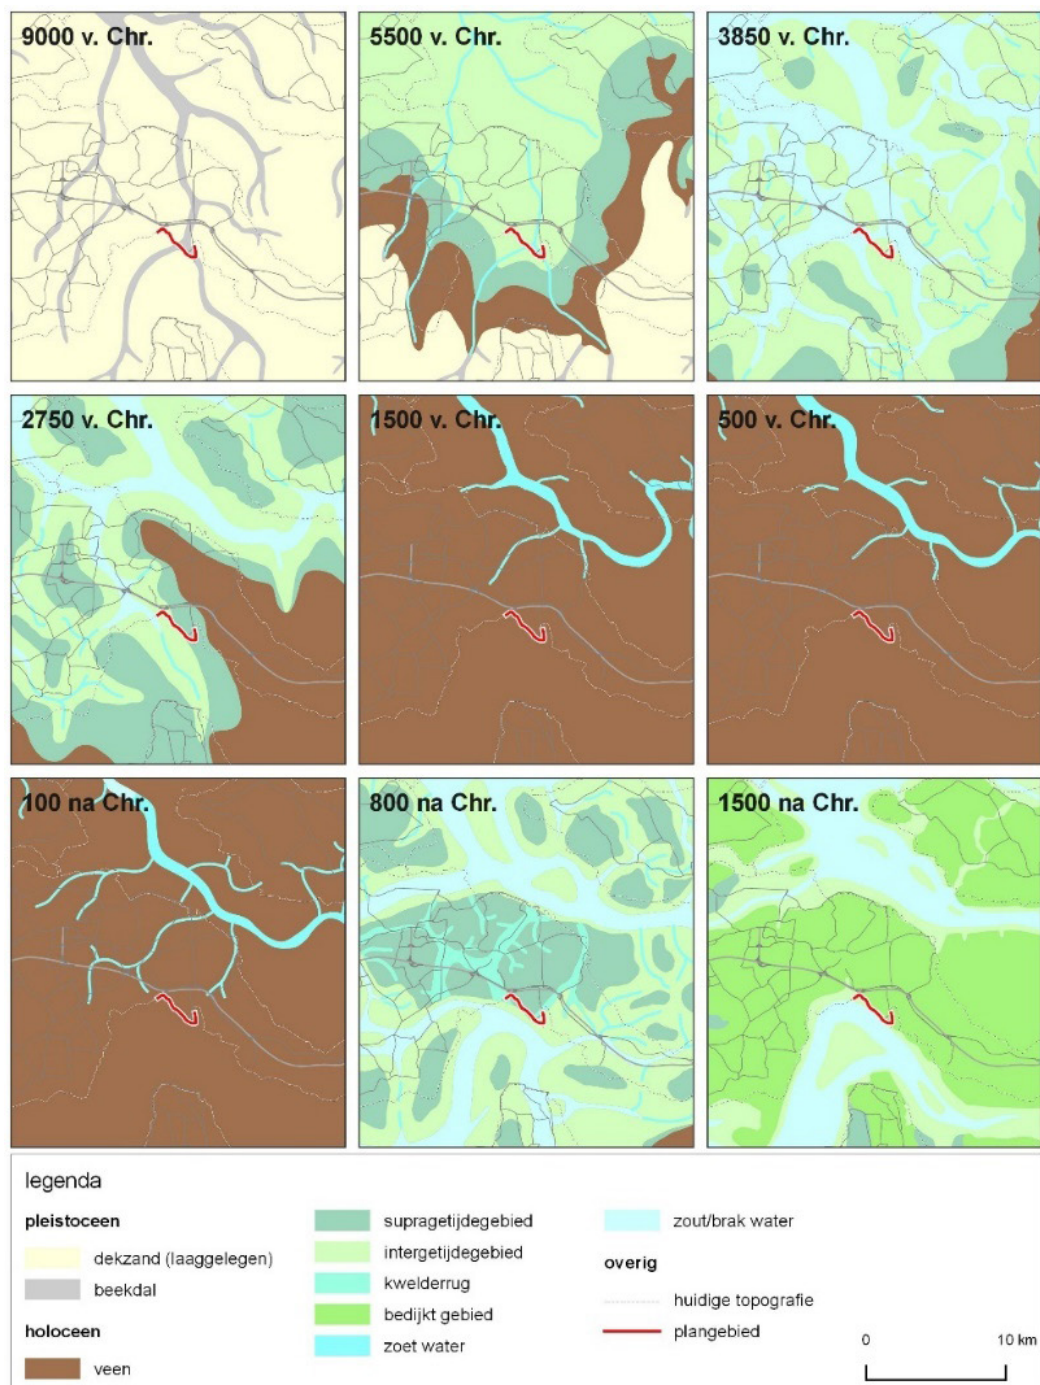 9000 v. Chr.
5500 v. Chr.
3850 v. Chr.
2750 v. Chr.
1500 v. Chr.
500 v. Chr.
100 na Chr.
800 na Chr.
1500 na Chr.
legenda
pleistoceen
dekzand (laaggelegen)
beekdal
holoceen
veen
supragetijdegebied
intergetijdegebied
kwelderrug
bedijkt gebied
zoet water
zout/brak water
overig
huidige topografie
plangebied
0 10 km